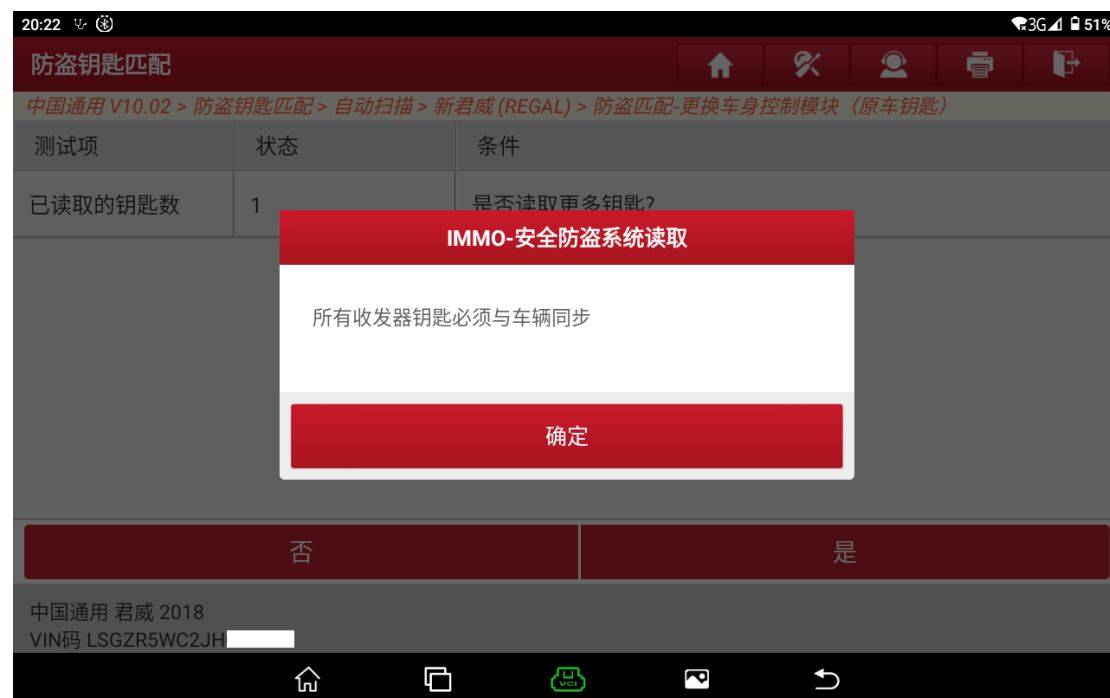 20:22 3G 51%
防盗钥匙匹配
中国通用 V10.02 > 防盗钥匙匹配 > 自动扫描 > 新君威 (REGAL) > 防盗匹配-更换车身控制模块（原车钥匙）
测试项 状态 条件
已读取的钥匙数 1 是否读取更多钥匙?
IMMO-安全防盗系统读取
所有收发器钥匙必须与车辆同步
确定
否 是
中国通用 君威 2018
VIN码 LSGZR5WC2JH
VCI